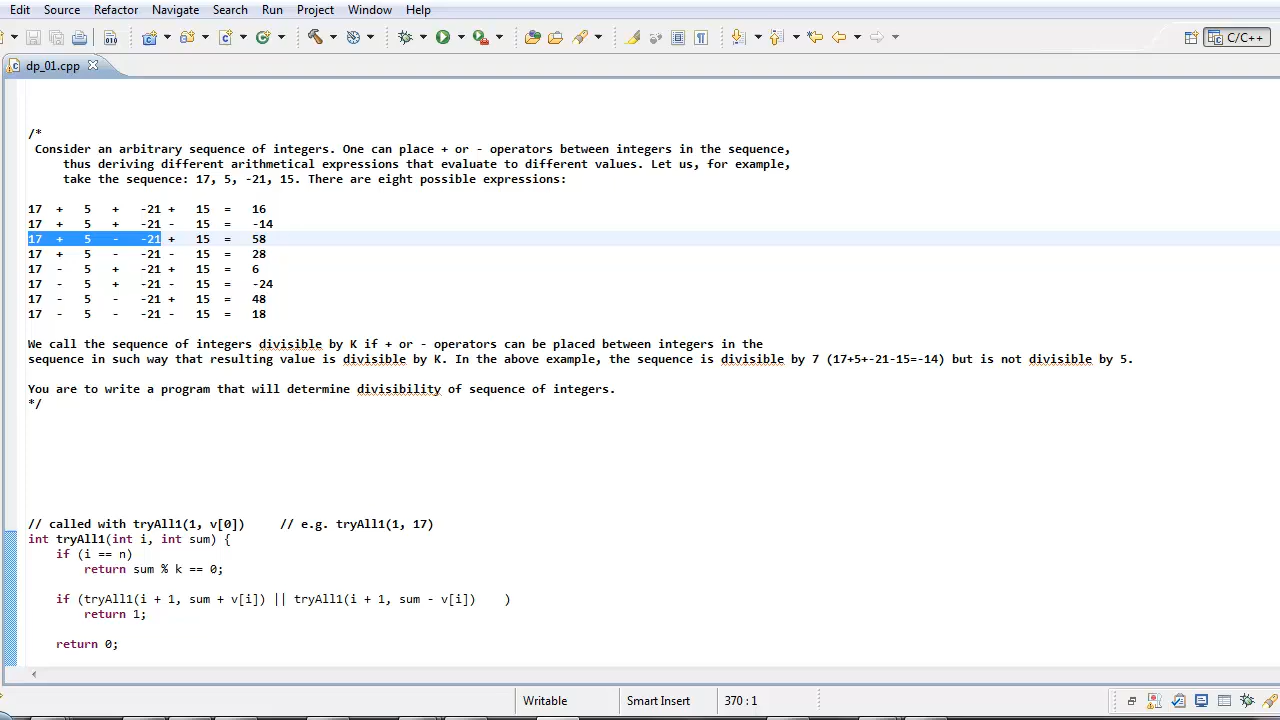 Edit Source Refactor Navigate Search Run Project Window Help
C/C++
dp_01.cpp
/*
Consider an arbitrary sequence of integers. One can place + or - operators between integers in the sequence,
thus deriving different arithmetical expressions that evaluate to different values. Let us, for example,
take the sequence: 17, 5, -21, 15. There are eight possible expressions:
17 + 5 + -21 + 15 = 16
17 + 5 + -21 - 15 = -14
17 + 5 - -21 + 15 = 58
17 + 5 - -21 - 15 = 28
17 - 5 + -21 + 15 = 6
17 - 5 + -21 - 15 = -24
17 - 5 - -21 + 15 = 48
17 - 5 - -21 - 15 = 18
We call the sequence of integers divisible by K if + or - operators can be placed between integers in the
sequence in such way that resulting value is divisible by K. In the above example, the sequence is divisible by 7 (17+5+-21-15=-14) but is not divisible by 5.
You are to write a program that will determine divisibility of sequence of integers.
*/
// called with tryAll1(1, v[0]) // e.g. tryAll1(1, 17)
int tryAll1(int i, int sum) {
if (i == n)
return sum % k == 0;
if (tryAll1(i + 1, sum + v[i]) || tryAll1(i + 1, sum - v[i]) )
return 1;
return 0;
Writable Smart Insert 370 : 1